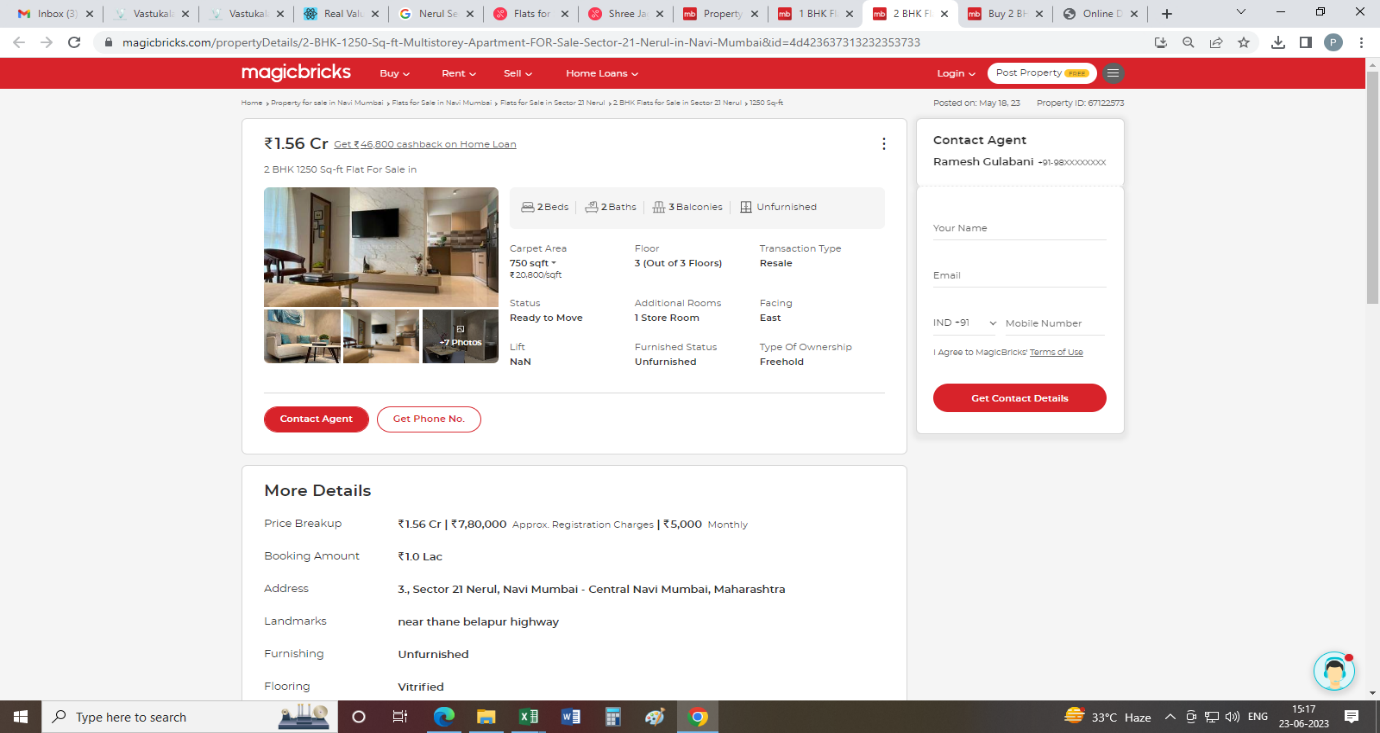 Inbox (3)
Vastukal
Vastukal
Real Valu
Nerul Se
Flats for
Shree Ja
Property
1 BHK Fl
2 BHK Fl
Buy 2 BH
Online D
magicbricks.com/propertyDetails/2-BHK-1250-Sq-ft-Multistorey-Apartment-FOR-Sale-Sector-21-Nerul-in-Navi-Mumbai&id=4d423637313232353733
P
magicbricks Buy Rent Sell Home Loans Login Post Property FREE
Home > Property for sale in Navi Mumbai > Flats for Sale in Navi Mumbai > Flats for Sale in Sector 21 Nerul > 2 BHK Flats for Sale in Sector 21 Nerul > 1250 Sq-ft
Posted on: May 18, 23 Property ID: 67122573
₹1.56 Cr Get ₹46,800 cashback on Home Loan
2 BHK 1250 Sq-ft Flat For Sale in
2 Beds 2 Baths 3 Balconies Unfurnished
Carpet Area Floor Transaction Type
750 sqft 3 (Out of 3 Floors) Resale
₹20,800/sqft
Status Additional Rooms Facing
Ready to Move 1 Store Room East
+7 Photos
Lift Furnished Status Type Of Ownership
NaN Unfurnished Freehold
Contact Agent Get Phone No.
Contact Agent
Ramesh Gulabani +91-98XXXXXXXX
Your Name
Email
IND +91 Mobile Number
I Agree to MagicBricks' Terms of Use
Get Contact Details
More Details
Price Breakup ₹1.56 Cr | ₹7,80,000 Approx. Registration Charges | ₹5,000 Monthly
Booking Amount ₹1.0 Lac
Address 3., Sector 21 Nerul, Navi Mumbai - Central Navi Mumbai, Maharashtra
Landmarks near thane belapur highway
Furnishing Unfurnished
Flooring Vitrified
Type here to search
33°C Haze
ENG
15:17
23-06-2023